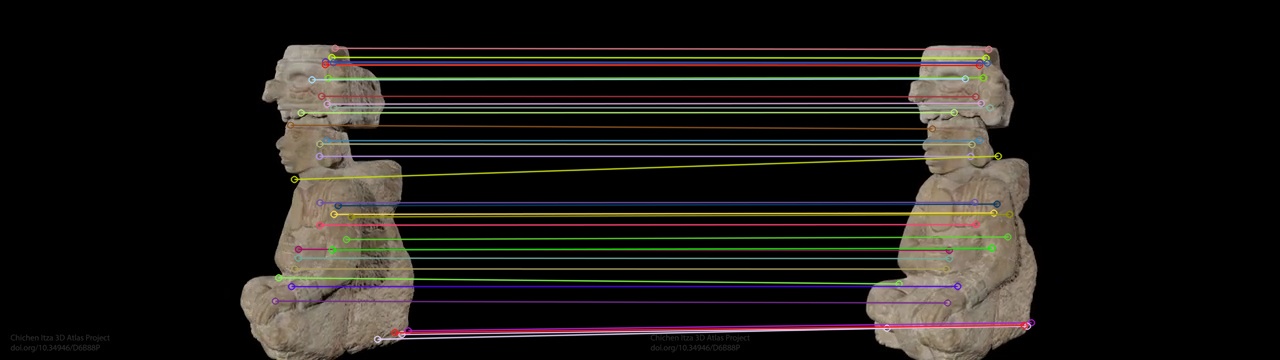 Chichen Itza 3D Atlas Project
doi.org/10.34946/D6B88P
Chichen Itza 3D Atlas Project
doi.org/10.34946/D6B88P